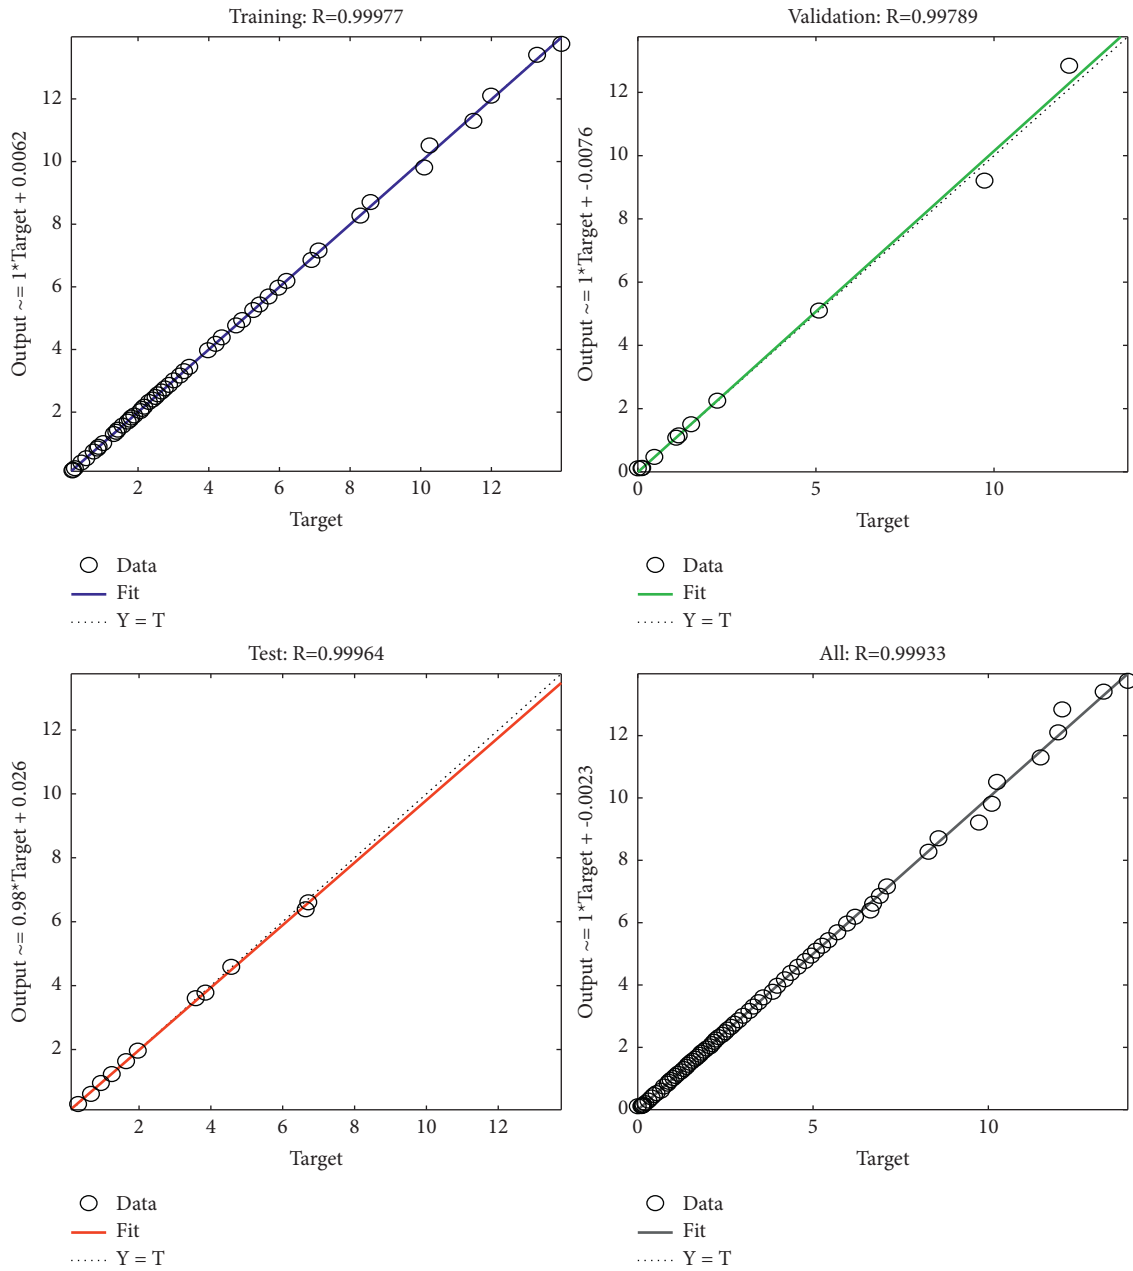 Training: R=0.99977
Output ~= 1*Target + 0.0062
12
10
8
6
4
2
2 4 6 8 10 12
Target
Data
Fit
Y = T
Validation: R=0.99789
Output ~= 1*Target + -0.0076
12
10
8
6
4
2
0
0 5 10
Target
Data
Fit
Y = T
Test: R=0.99964
Output ~= 0.98*Target + 0.026
12
10
8
6
4
2
2 4 6 8 10 12
Target
Data
Fit
Y = T
All: R=0.99933
Output ~= 1*Target + -0.0023
12
10
8
6
4
2
0
0 5 10
Target
Data
Fit
Y = T